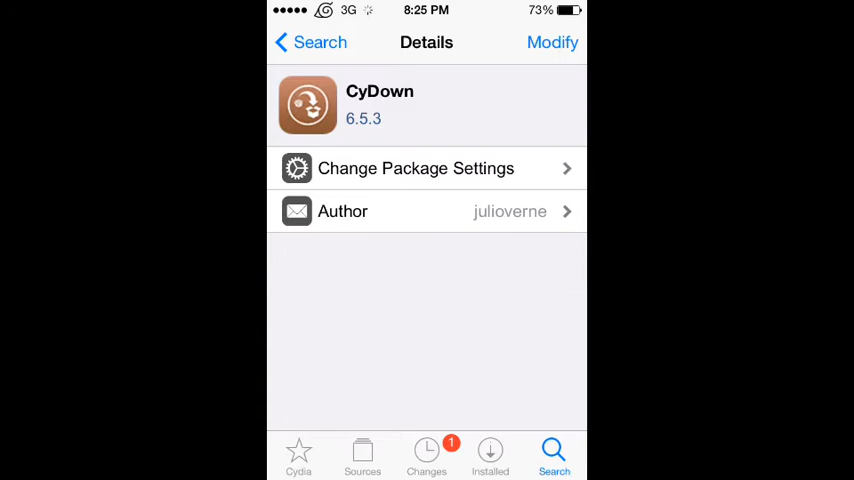 3G 8:25 PM 73%
Search Details Modify
CyDown
6.5.3
Change Package Settings
Author julioverne
1
Cydia Sources Changes Installed Search